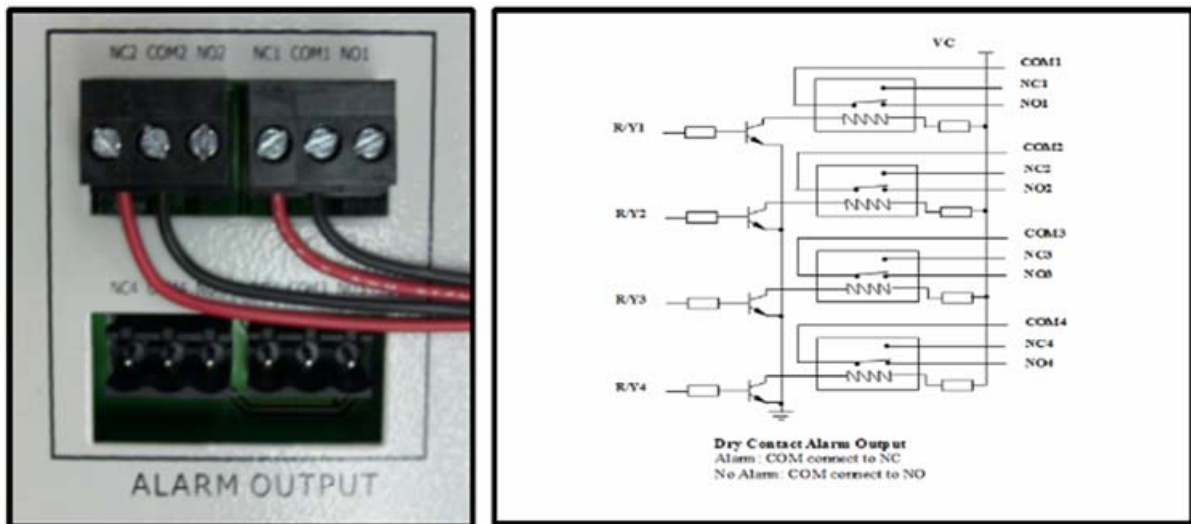 NC2 COM2 NO2 NC1 COM1 NO1
NC4
ALARM OUTPUT
VC
COM1
NC1
NO1
R/Y1
COM2
NC2
NO2
R/Y2
COM3
NC3
NO3
R/Y3
COM4
NC4
NO4
R/Y4
Dry Contact Alarm Output
Alarm : COM connect to NC
No Alarm : COM connect to NO